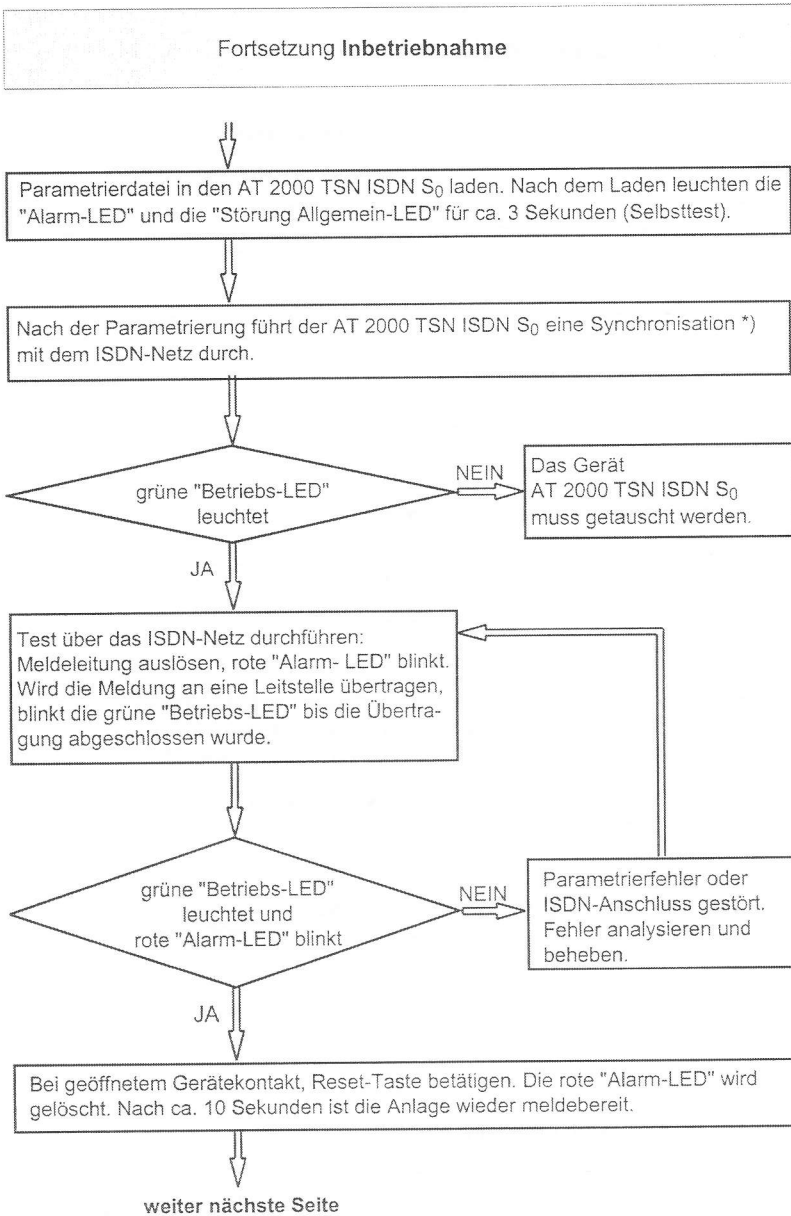 Fortsetzung Inbetriebnahme
Parametrierdatei in den AT 2000 TSN ISDN S0 laden. Nach dem Laden leuchten die
"Alarm-LED" und die "Störung Allgemein-LED" für ca. 3 Sekunden (Selbsttest).
Nach der Parametrierung führt der AT 2000 TSN ISDN S0 eine Synchronisation *)
mit dem ISDN-Netz durch.
grüne "Betriebs-LED"
leuchtet
NEIN
Das Gerät
AT 2000 TSN ISDN S0
muss getauscht werden.
JA
Test über das ISDN-Netz durchführen:
Meldeleitung auslösen, rote "Alarm- LED" blinkt.
Wird die Meldung an eine Leitstelle übertragen,
blinkt die grüne "Betriebs-LED" bis die Übertra-
gung abgeschlossen wurde.
grüne "Betriebs-LED"
leuchtet und
rote "Alarm-LED" blinkt
NEIN
Parametrierfehler oder
ISDN-Anschluss gestört.
Fehler analysieren und
beheben.
JA
Bei geöffnetem Gerätekontakt, Reset-Taste betätigen. Die rote "Alarm-LED" wird
gelöscht. Nach ca. 10 Sekunden ist die Anlage wieder meldebereit.
weiter nächste Seite